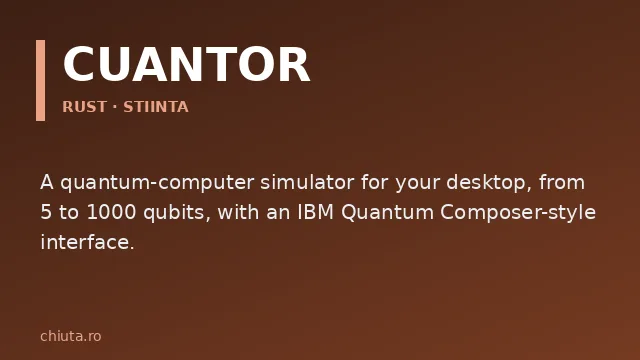 CUANTOR
RUST · STIINTA
A quantum-computer simulator for your desktop, from
5 to 1000 qubits, with an IBM Quantum Composer-style
interface.
chiuta.ro